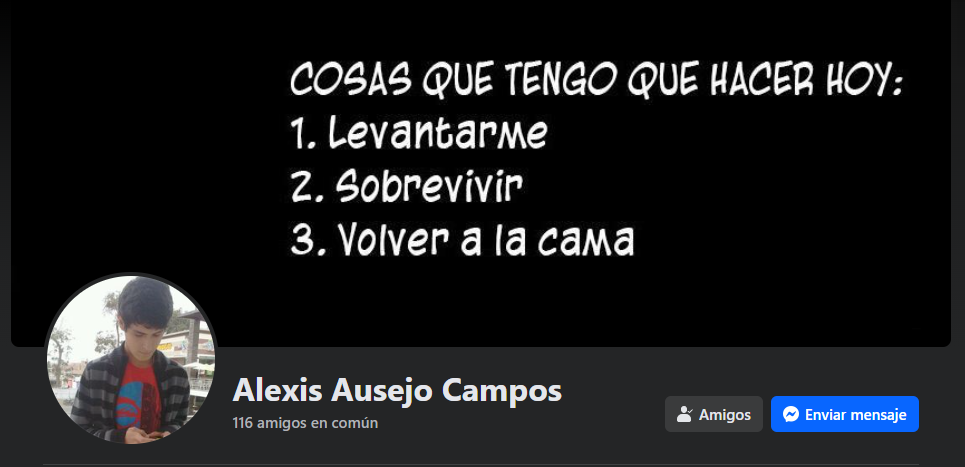 COSAS QUE TENGO QUE HACER HOY:
1. Levantarme
2. Sobrevivir
3. Volver a la cama
Alexis Ausejo Campos
116 amigos en común
Amigos
Enviar mensaje